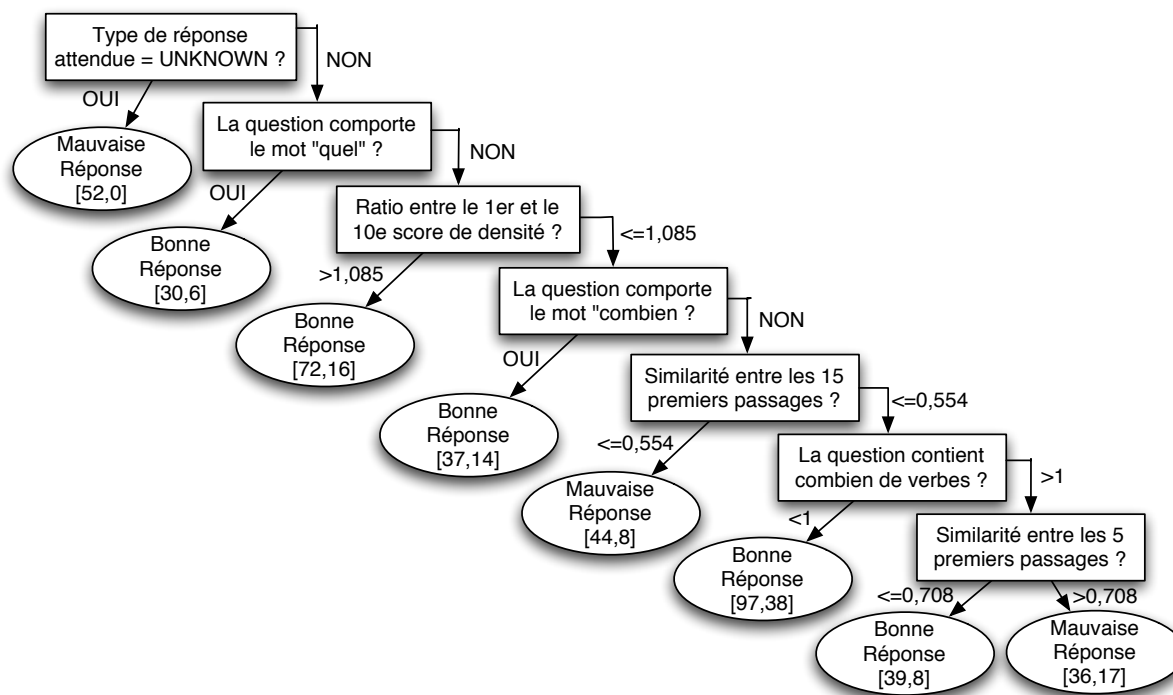 Type de réponse
attendue = UNKNOWN ?
NON
OUI
La question comporte
le mot "quel" ?
Mauvaise
Réponse
[52,0]
NON
OUI
Ratio entre le 1er et le
10e score de densité ?
Bonne
Réponse
[30,6]
<=1,085
>1,085
La question comporte
le mot "combien ?
Bonne
Réponse
[72,16]
NON
OUI
Similarité entre les 15
premiers passages ?
Bonne
Réponse
[37,14]
<=0,554
<=0,554
La question contient
combien de verbes ?
Mauvaise
Réponse
[44,8]
>1
<1
Similarité entre les 5
premiers passages ?
Bonne
Réponse
[97,38]
<=0,708
>0,708
Bonne
Réponse
[39,8]
Mauvaise
Réponse
[36,17]